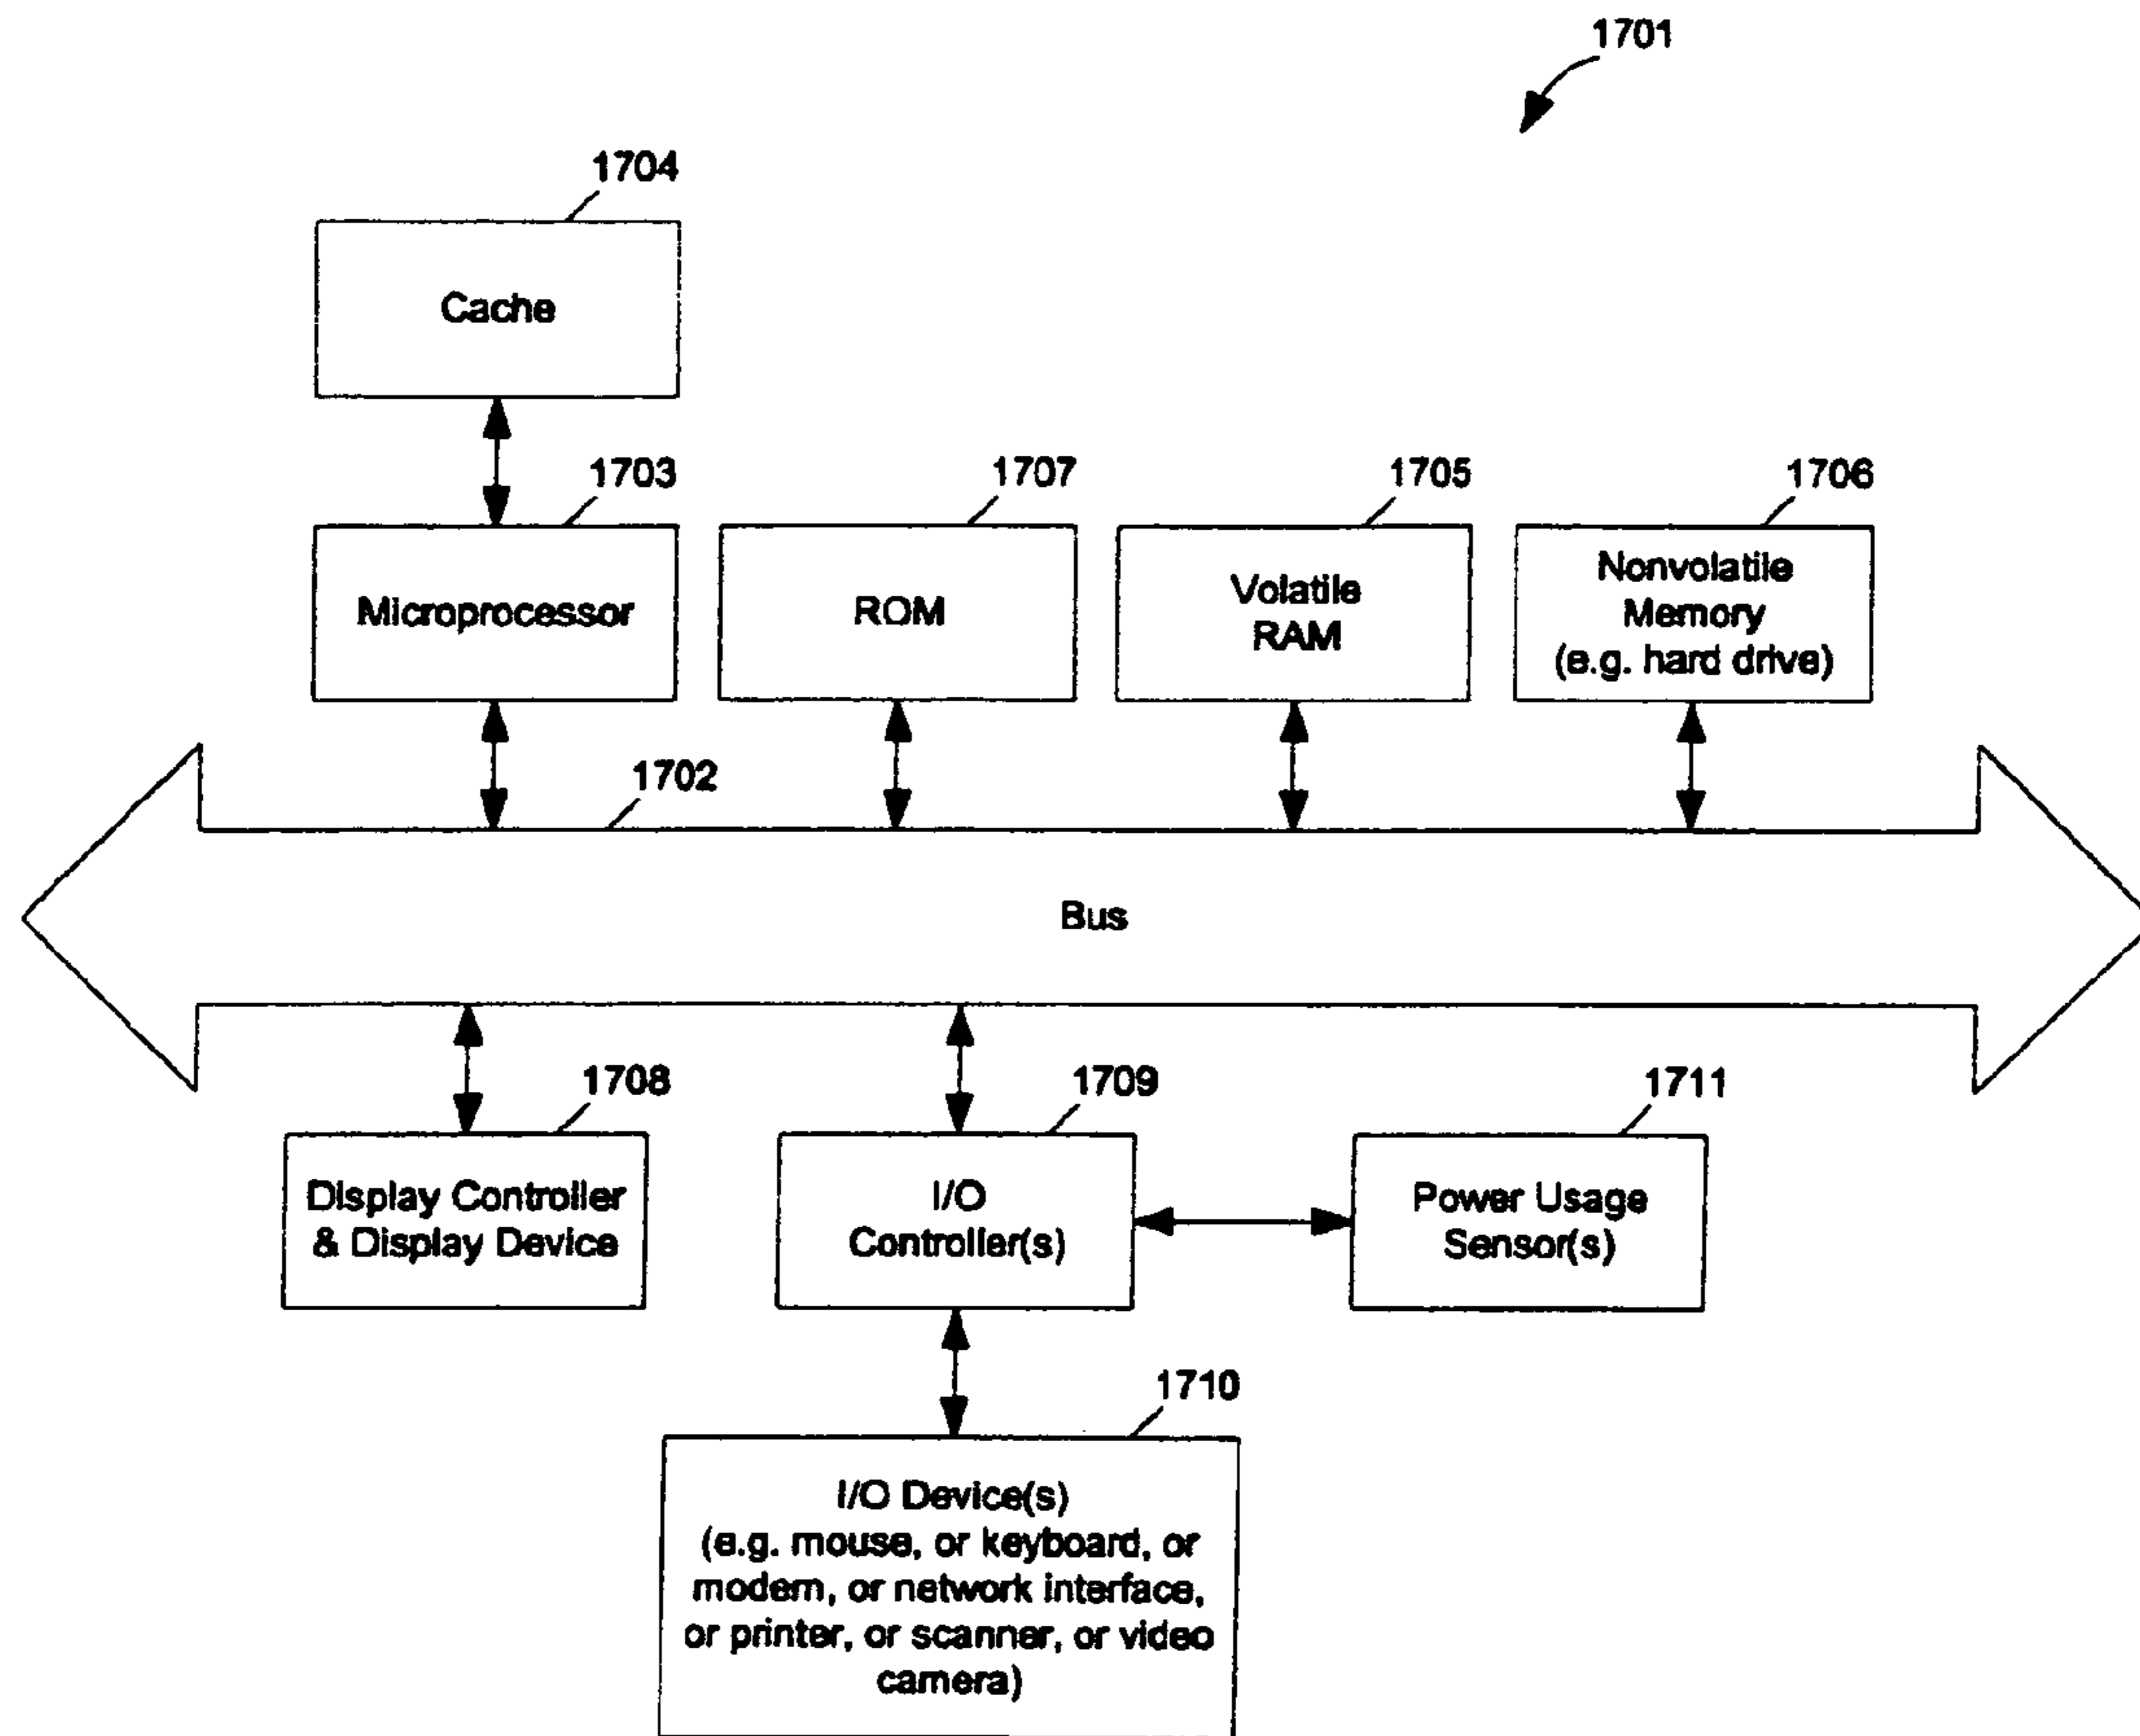 1701
1704
Cache
1703
1707
1705
1706
Microprocessor
ROM
Volatile
RAM
Nonvolatile
Memory
(e.g. hard drive)
1702
Bus
1708
1709
1711
Display Controller
& Display Device
I/O
Controller(s)
Power Usage
Sensor(s)
1710
I/O Device(s)
(e.g. mouse, or keyboard, or
modem, or network interface,
or printer, or scanner, or video
camera)